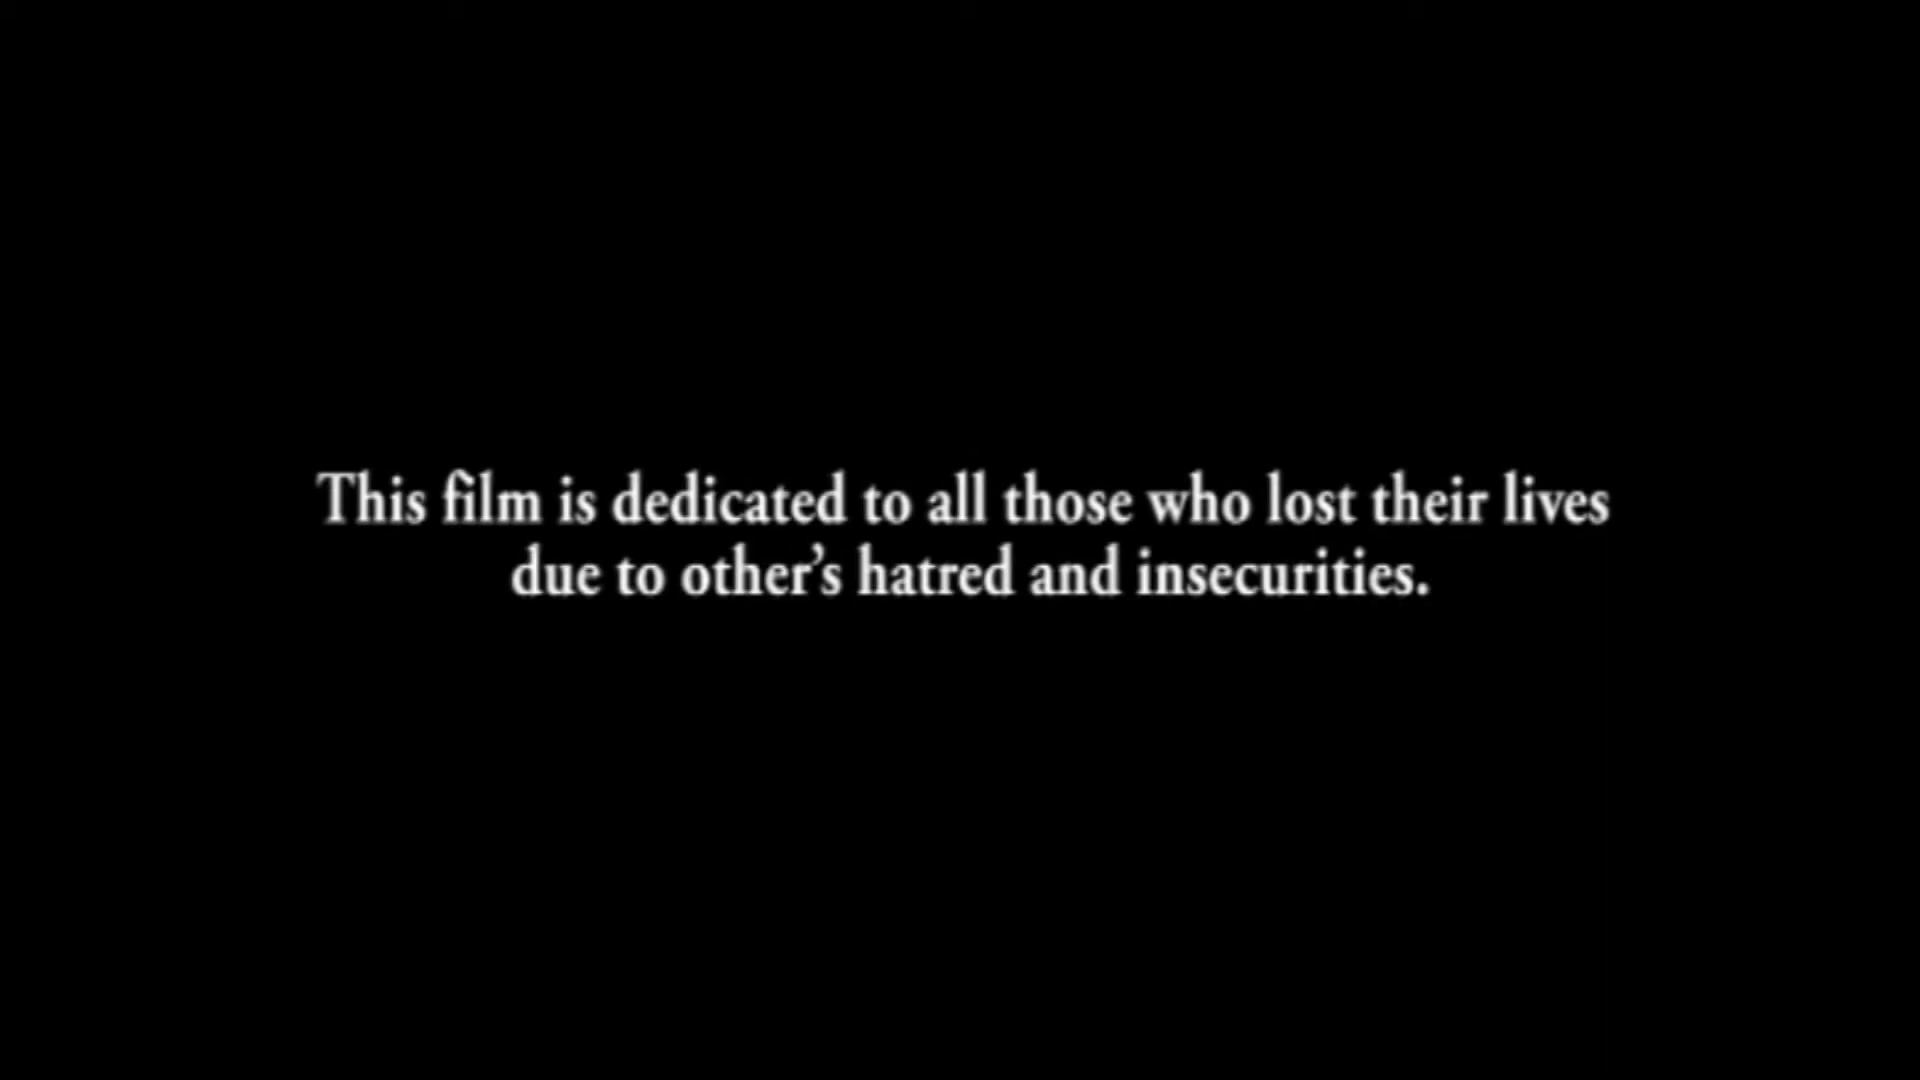 This film is dedicated to all those who lost their lives
due to other’s hatred and insecurities.